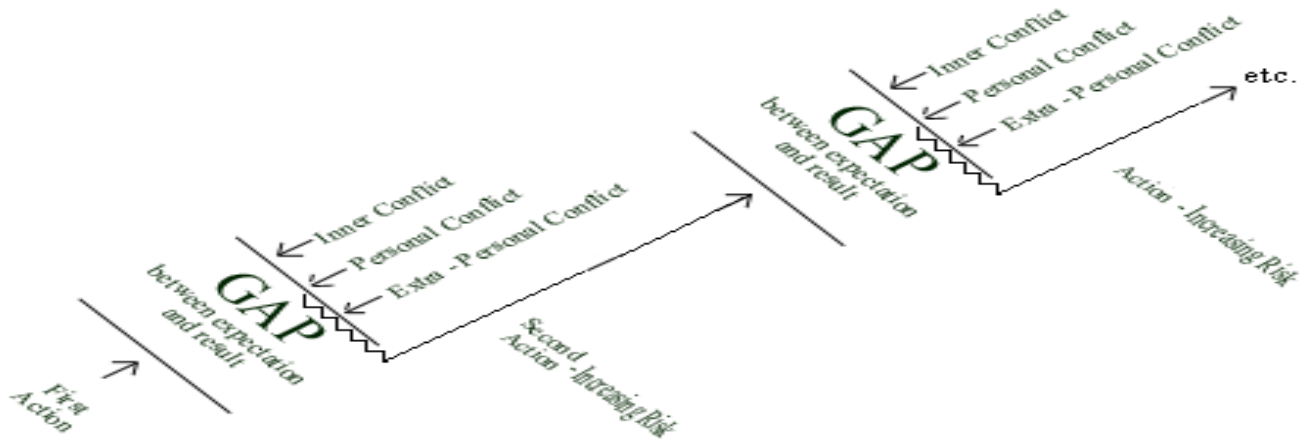 First
Action
GAP
between expectation
and result
Inner Conflict
Personal Conflict
Extra - Personal Conflict
Second
Action - Increasing Risk
GAP
between expectation
and result
Inner Conflict
Personal Conflict
Extra - Personal Conflict
Action - Increasing Risk
etc.